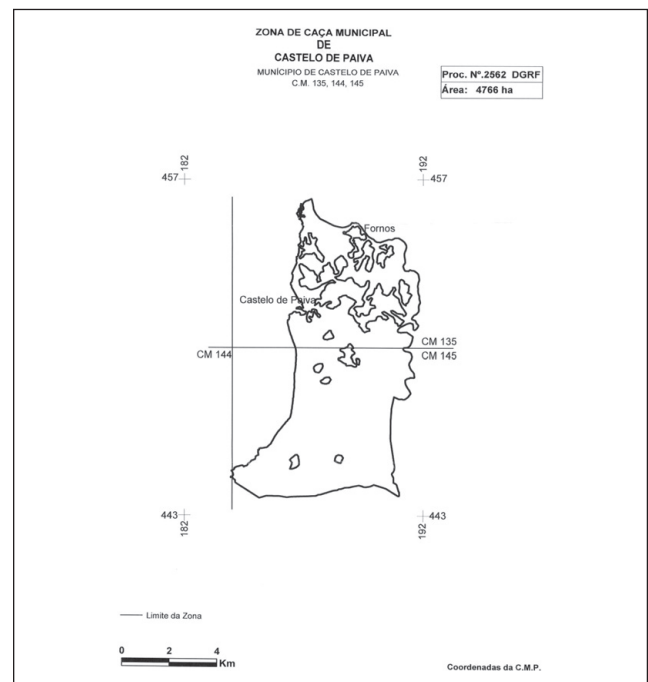 ZONA DE CAÇA MUNICIPAL
DE
CASTELO DE PAIVA
MUNÍCIPIO DE CASTELO DE PAIVA
C.M. 135, 144, 145
Proc. Nº.2562 DGRF
Área: 4766 ha
182
192
457
457
Fornos
Castelo de Paiva
CM 135
CM 144
CM 145
443
443
182
192
Limite da Zona
0 2 4
Km
Coordenadas da C.M.P.